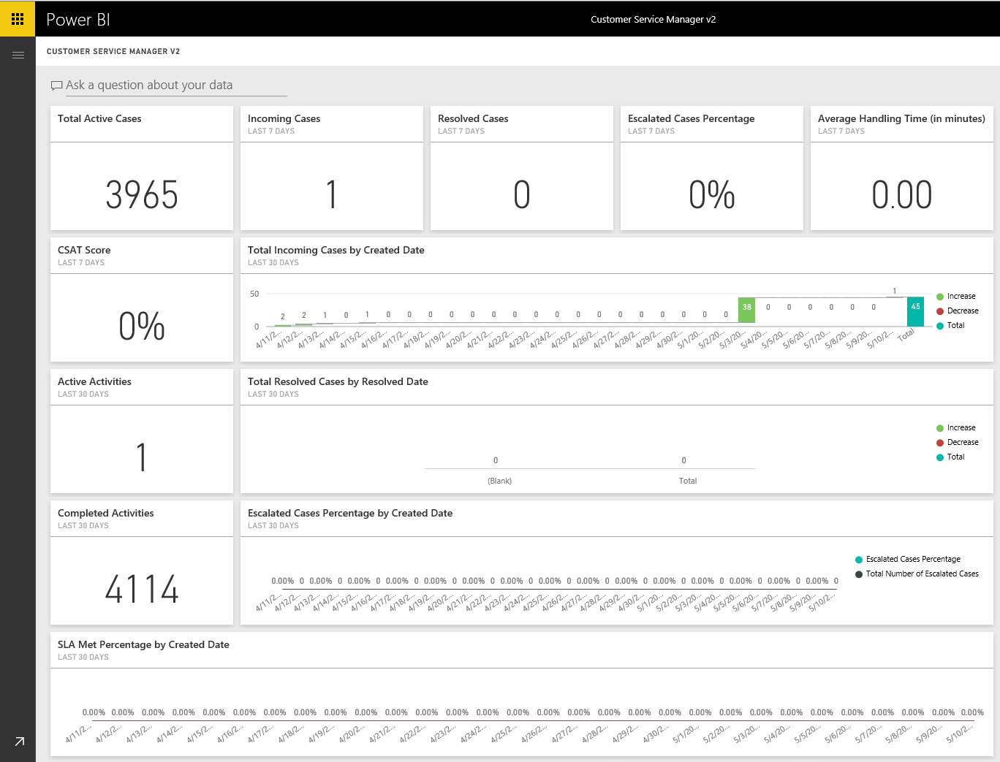 Power BI
Customer Service Manager v2
CUSTOMER SERVICE MANAGER V2
Ask a question about your data
Total Active Cases
3965
Incoming Cases
LAST 7 DAYS
1
Resolved Cases
LAST 7 DAYS
0
Escalated Cases Percentage
LAST 7 DAYS
0%
Average Handling Time (in minutes)
LAST 7 DAYS
0.00
CSAT Score
LAST 7 DAYS
0%
Total Incoming Cases by Created Date
LAST 30 DAYS
50
0
2 2 1 0 1 0 0 0 0 0 0 0 0 0 0 0 0 0 0 0 0 0 38 0 0 0 0 0 0 1 45
4/11/2... 4/12/2... 4/13/2... 4/14/2... 4/15/2... 4/16/2... 4/17/2... 4/18/2... 4/19/2... 4/20/2... 4/21/2... 4/22/2... 4/23/2... 4/24/2... 4/25/2... 4/26/2... 4/27/2... 4/28/2... 4/29/2... 4/30/2... 5/1/20... 5/2/20... 5/3/20... 5/4/20... 5/5/20... 5/6/20... 5/7/20... 5/8/20... 5/9/20... 5/10/2... Total
Increase
Decrease
Total
Active Activities
LAST 30 DAYS
1
Total Resolved Cases by Resolved Date
LAST 30 DAYS
0 0
(Blank) Total
Increase
Decrease
Total
Completed Activities
LAST 30 DAYS
4114
Escalated Cases Percentage by Created Date
LAST 30 DAYS
0.00% 0 0.00% 0 0.00% 0 0.00% 0 0.00% 0 0.00% 0 0.00% 0 0.00% 0 0.00% 0 0.00% 0 0.00% 0 0.00% 0 0.00% 0 0.00% 0 0.00% 0
4/11/2... 4/12/2... 4/13/2... 4/14/2... 4/15/2... 4/16/2... 4/17/2... 4/18/2... 4/19/2... 4/20/2... 4/21/2... 4/22/2... 4/23/2... 4/24/2... 4/25/2... 4/26/2... 4/27/2... 4/28/2... 4/29/2... 4/30/2... 5/1/20... 5/2/20... 5/3/20... 5/4/20... 5/5/20... 5/6/20... 5/7/20... 5/8/20... 5/9/20... 5/10/2...
Escalated Cases Percentage
Total Number of Escalated Cases
SLA Met Percentage by Created Date
LAST 30 DAYS
0.00% 0.00% 0.00% 0.00% 0.00% 0.00% 0.00% 0.00% 0.00% 0.00% 0.00% 0.00% 0.00% 0.00% 0.00% 0.00% 0.00% 0.00% 0.00% 0.00% 0.00% 0.00% 0.00% 0.00% 0.00% 0.00% 0.00% 0.00% 0.00% 0.00%
4/11/2... 4/12/2... 4/13/2... 4/14/2... 4/15/2... 4/16/2... 4/17/2... 4/18/2... 4/19/2... 4/20/2... 4/21/2... 4/22/2... 4/23/2... 4/24/2... 4/25/2... 4/26/2... 4/27/2... 4/28/2... 4/29/2... 4/30/2... 5/1/20... 5/2/20... 5/3/20... 5/4/20... 5/5/20... 5/6/20... 5/7/20... 5/8/20... 5/9/20... 5/10/2...